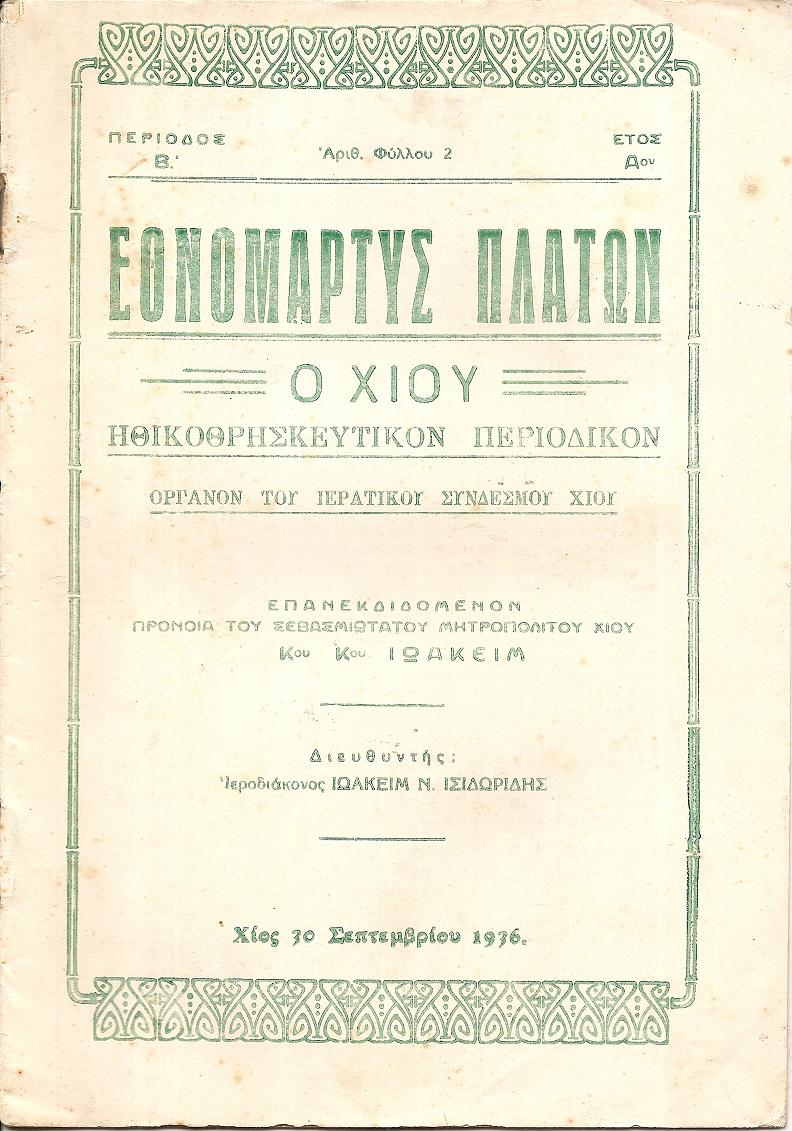 ΠΕΡΙΟΔΟΣ
Β.'
Ἀριθ. Φύλλου 2
ΕΤΟΣ
Δον
ΕΘΝΟΜΑΡΤΥΣ ΠΛΑΤΩΝ
Ο ΧΙΟΥ
ΗΘΙΚΟΘΡΗΣΚΕΥΤΙΚΟΝ ΠΕΡΙΟΔΙΚΟΝ
ΟΡΓΑΝΟΝ ΤΟΥ ΙΕΡΑΤΙΚΟΥ ΣΥΝΔΕΣΜΟΥ ΧΙΟΥ
ΕΠΑΝΕΚΔΙΔΟΜΕΝΟΝ
ΠΡΟΝΟΙΑ ΤΟΥ ΣΕΒΑΣΜΙΩΤΑΤΟΥ ΜΗΤΡΟΠΟΛΙΤΟΥ ΧΙΟΥ
Κου Κου ΙΩΑΚΕΙΜ
Διευθυντής:
Ἱεροδιάκονος ΙΩΑΚΕΙΜ Ν. ΙΣΙΔΩΡΙΔΗΣ
Χίος 30 Σεπτεμβρίου 1936.